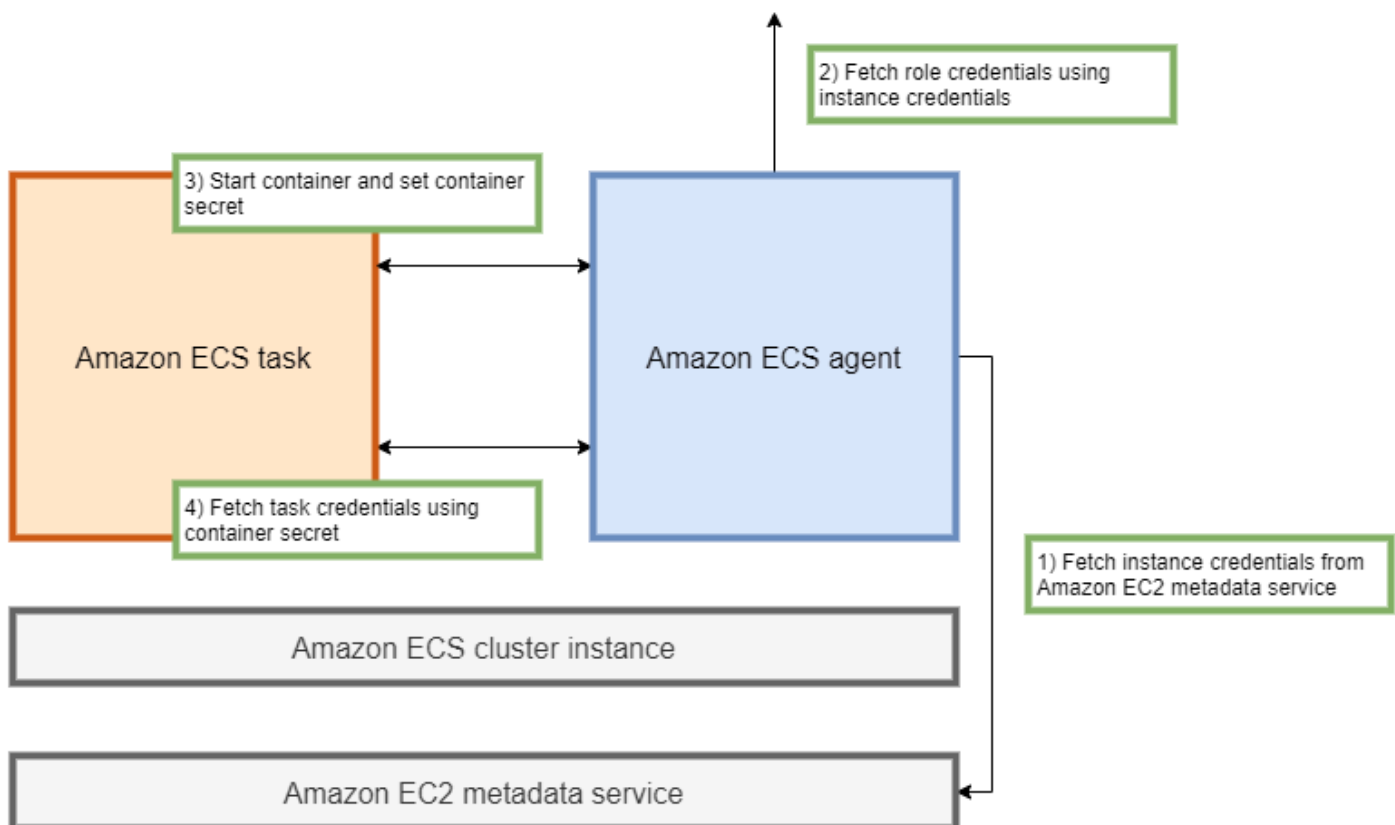 2) Fetch role credentials using
instance credentials
3) Start container and set container
secret
Amazon ECS task
Amazon ECS agent
4) Fetch task credentials using
container secret
1) Fetch instance credentials from
Amazon EC2 metadata service
Amazon ECS cluster instance
Amazon EC2 metadata service